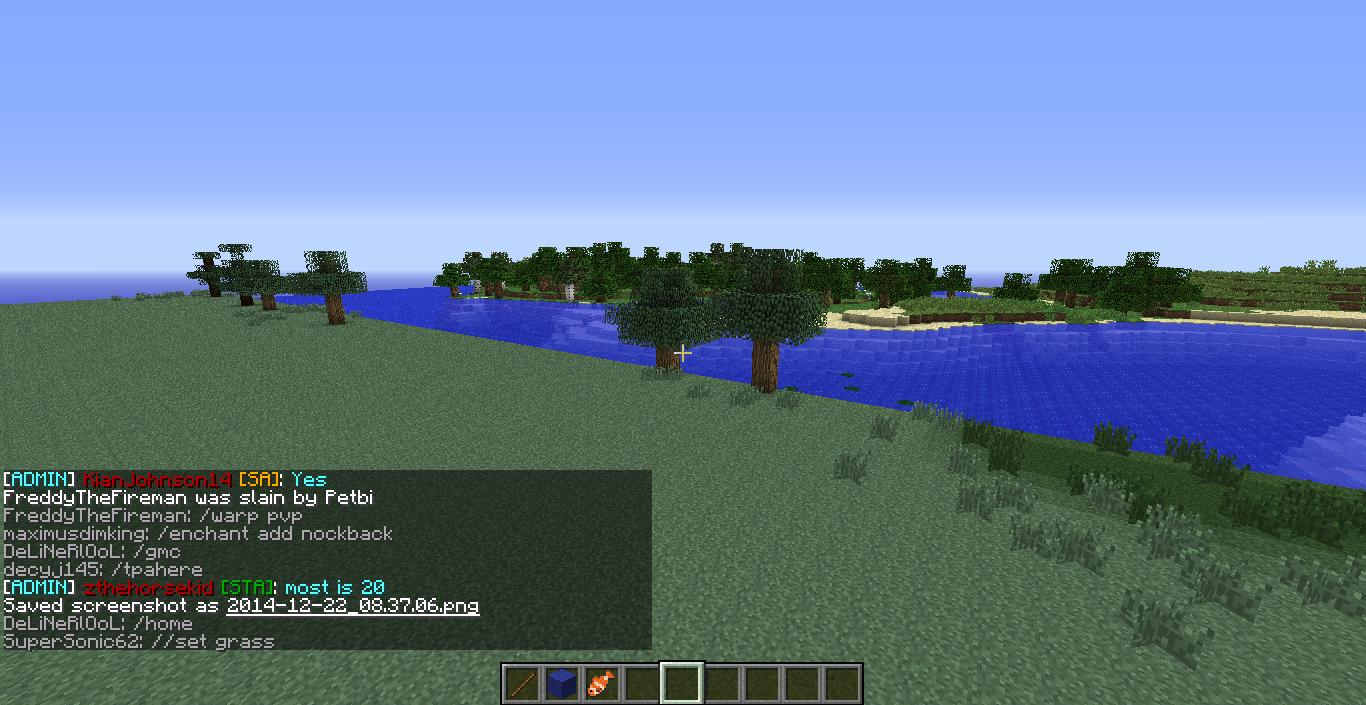 [ADMIN] KianJohnson14 [SA]: Yes
FreddyTheFireman was slain by Petbi
FreddyTheFireman: /warp pvp
maximusdimking: /enchant add nockback
DeLiNeRlOoL: /gmc
decyj145: /tpahere
[ADMIN] zthehorsekid [STA]: most is 20
Saved screenshot as 2014-12-22_08.37.06.png
DeLiNeRlOoL: /home
SuperSonic62: //set grass